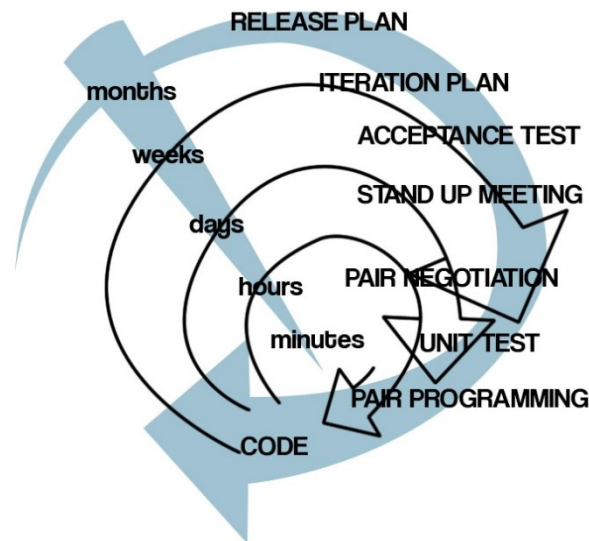 RELEASE PLAN
months
ITERATION PLAN
ACCEPTANCE TEST
weeks
STAND UP MEETING
days
PAIR NEGOTIATION
hours
minutes
UNIT TEST
PAIR PROGRAMMING
CODE